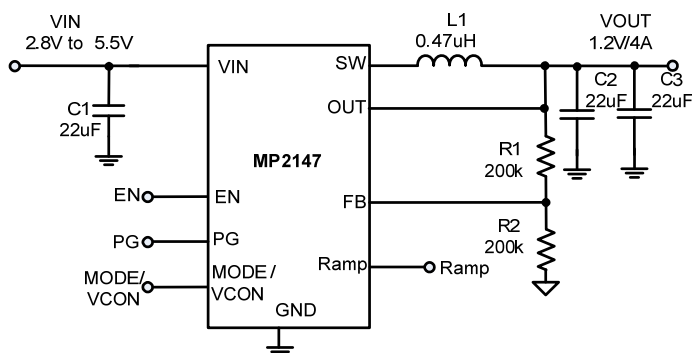 VIN
2.8V to 5.5V
L1
0.47uH
VOUT
1.2V/4A
VIN
SW
C1
22uF
OUT
C2
22uF
C3
22uF
MP2147
R1
200k
EN
EN
FB
PG
PG
R2
200k
MODE/
VCON
MODE/
VCON
Ramp
Ramp
GND